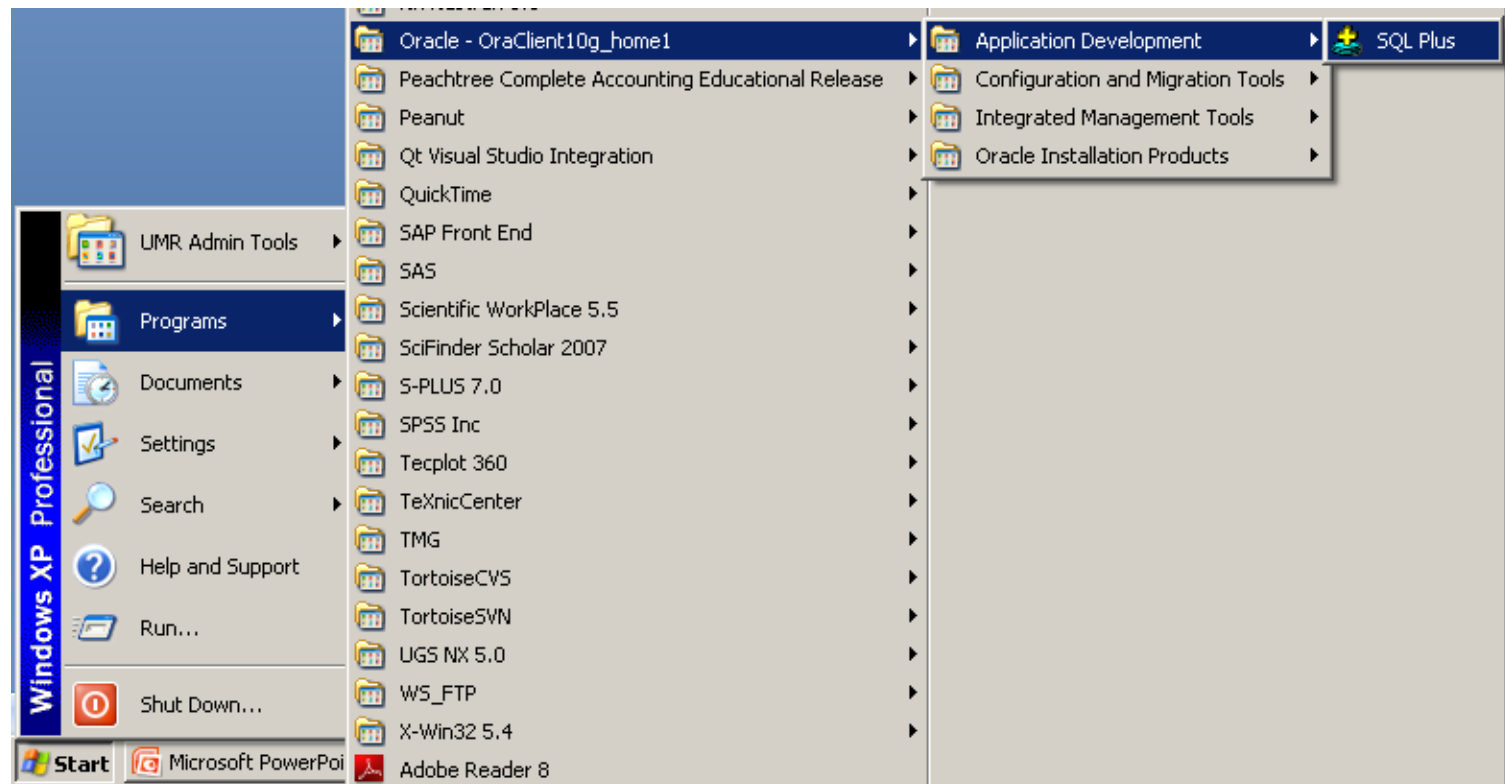 Oracle - OraClient10g_home1
Peachtree Complete Accounting Educational Release
Peanut
Qt Visual Studio Integration
QuickTime
SAP Front End
SAS
Scientific WorkPlace 5.5
SciFinder Scholar 2007
S-PLUS 7.0
SPSS Inc
Tecplot 360
TeXnicCenter
TMG
TortoiseCVS
TortoiseSVN
UGS NX 5.0
WS_FTP
X-Win32 5.4
Adobe Reader 8
Application Development
Configuration and Migration Tools
Integrated Management Tools
Oracle Installation Products
SQL Plus
UMR Admin Tools
Programs
Documents
Settings
Search
Help and Support
Run...
Shut Down...
Windows XP Professional
Start
Microsoft PowerPoi